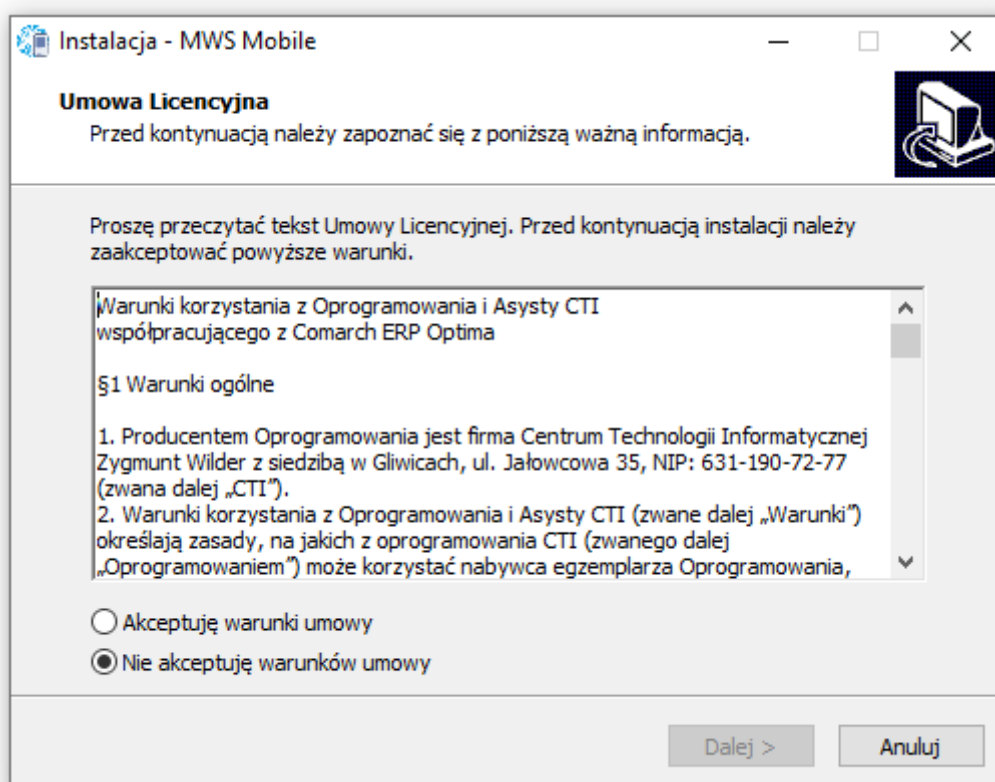 Instalacja - MWS Mobile
Umowa Licencyjna
Przed kontynuacją należy zapoznać się z poniższą ważną informacją.
Proszę przeczytać tekst Umowy Licencyjnej. Przed kontynuacją instalacji należy
zaakceptować powyższe warunki.
Warunki korzystania z Oprogramowania i Asysty CTI
współpracującego z Comarch ERP Optima
§1 Warunki ogólne
1. Producentem Oprogramowania jest firma Centrum Technologii Informatycznej
Zygmunt Wilder z siedzibą w Gliwicach, ul. Jałowcowa 35, NIP: 631-190-72-77
(zwana dalej „CTI”).
2. Warunki korzystania z Oprogramowania i Asysty CTI (zwane dalej „Warunki”)
określają zasady, na jakich z oprogramowania CTI (zwanego dalej
„Oprogramowaniem”) może korzystać nabywca egzemplarza Oprogramowania,
Akceptuję warunki umowy
Nie akceptuję warunków umowy
Dalej >
Anuluj